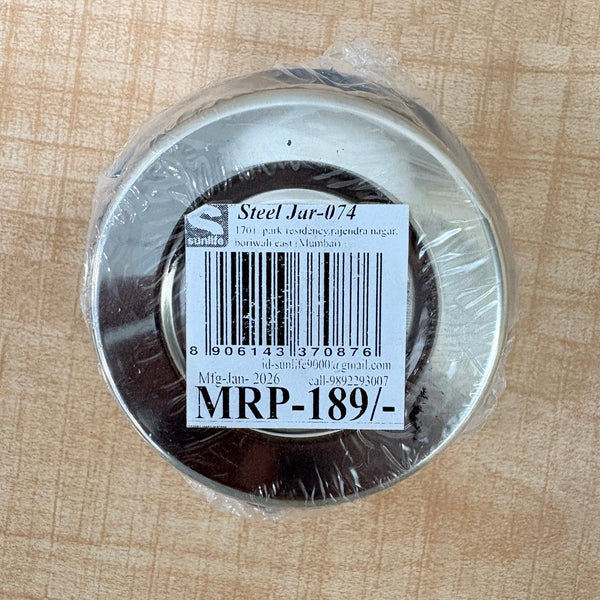 Steel Jar-074
sunlife
1701, park residency,rajendra nagar,
boriwali east (Mumbai)
8 906143 370876
id-sunlife9000@gmail.com
Mfg-Jan- 2026 call-9892293007
MRP-189/-